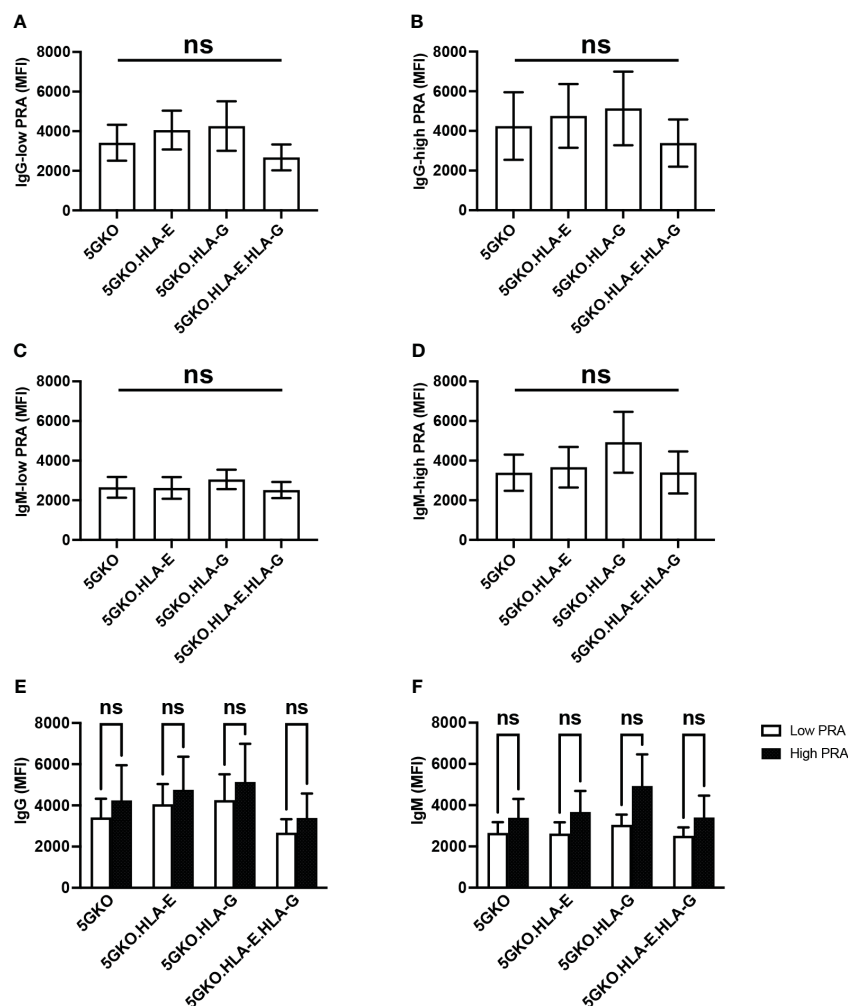 A
ns
IgG-low PRA (MFI)
8000
6000
4000
2000
0
5GKO
5GKO.HLA-E
5GKO.HLA-G
5GKO.HLA-E.HLA-G
B
ns
IgG-high PRA (MFI)
8000
6000
4000
2000
0
5GKO
5GKO.HLA-E
5GKO.HLA-G
5GKO.HLA-E.HLA-G
C
ns
IgM-low PRA (MFI)
8000
6000
4000
2000
0
5GKO
5GKO.HLA-E
5GKO.HLA-G
5GKO.HLA-E.HLA-G
D
ns
IgM-high PRA (MFI)
8000
6000
4000
2000
0
5GKO
5GKO.HLA-E
5GKO.HLA-G
5GKO.HLA-E.HLA-G
E
ns ns ns ns
IgG (MFI)
8000
6000
4000
2000
0
5GKO
5GKO.HLA-E
5GKO.HLA-G
5GKO.HLA-E.HLA-G
F
ns ns ns ns
IgM (MFI)
8000
6000
4000
2000
0
5GKO
5GKO.HLA-E
5GKO.HLA-G
5GKO.HLA-E.HLA-G
Low PRA
High PRA